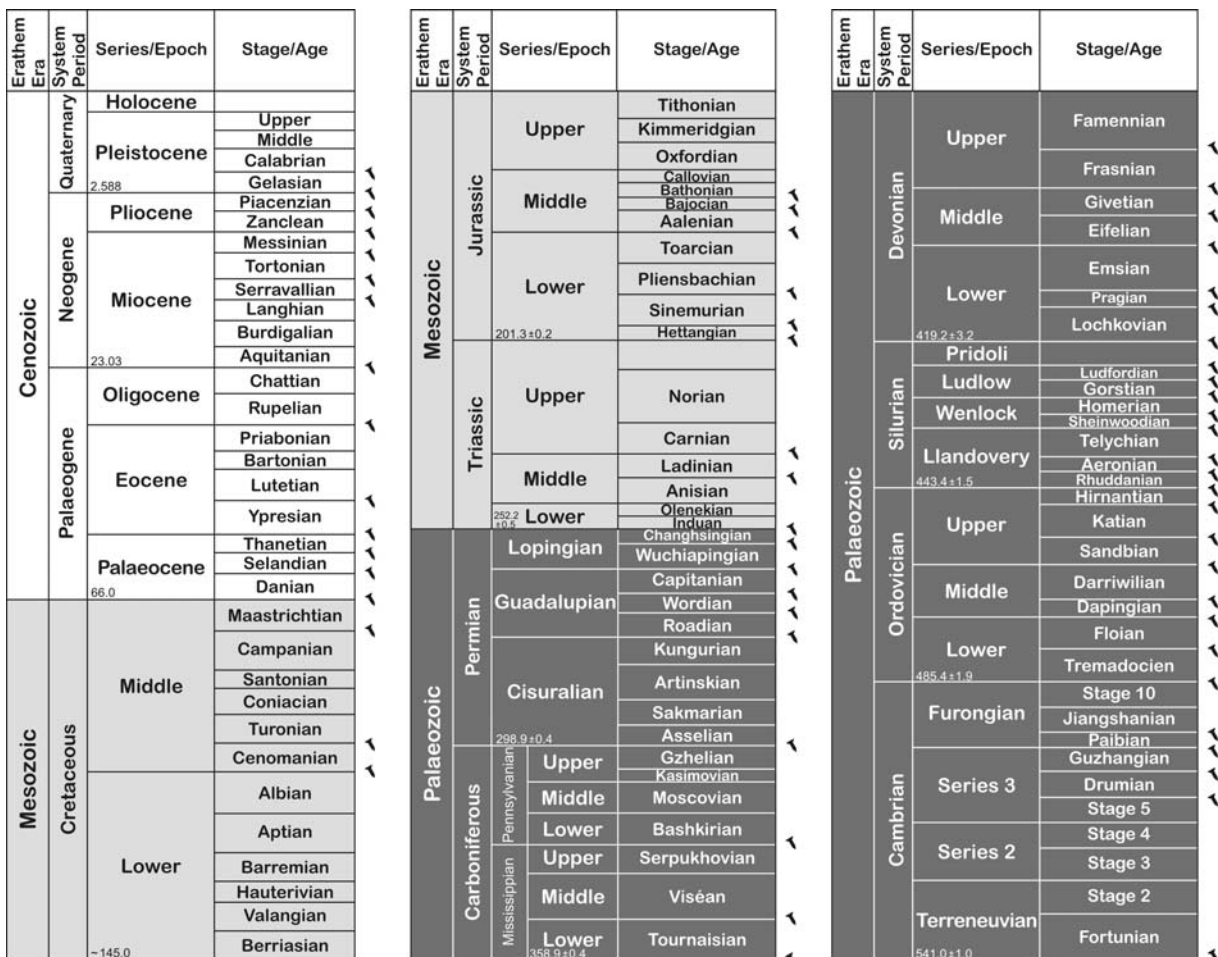 Erathem
Era
System
Period
Series/Epoch
Stage/Age
Cenozoic
Quaternary
Holocene
Pleistocene
2.588
Upper
Middle
Calabrian
Gelasian
Neogene
Pliocene
Piacenzian
Zanclean
Miocene
23.03
Messinian
Tortonian
Serravallian
Langhian
Burdigalian
Aquitanian
Palaeogene
Oligocene
Chattian
Rupelian
Eocene
Priabonian
Bartonian
Lutetian
Ypresian
Palaeocene
66.0
Thanetian
Selandian
Danian
Mesozoic
Cretaceous
Middle
Maastrichtian
Campanian
Santonian
Coniacian
Turonian
Cenomanian
Lower
~145.0
Albian
Aptian
Barremian
Hauterivian
Valangian
Berriasian
Erathem
Era
System
Period
Series/Epoch
Stage/Age
Mesozoic
Jurassic
Upper
Tithonian
Kimmeridgian
Oxfordian
Middle
Callovian
Bathonian
Bajocian
Aalenian
Lower
201.3±0.2
Toarcian
Pliensbachian
Sinemurian
Hettangian
Triassic
Upper
Norian
Carnian
Middle
Ladinian
Anisian
252.2
±0.5
Lower
Olenekian
Induan
Palaeozoic
Permian
Lopingian
Changhsingian
Wuchiapingian
Guadalupian
Capitanian
Wordian
Roadian
Cisuralian
298.9±0.4
Kungurian
Artinskian
Sakmarian
Asselian
Carboniferous
Pennsylvanian
Upper
Gzhelian
Kasimovian
Middle
Moscovian
Lower
Bashkirian
Mississippian
Upper
Serpukhovian
Middle
Viséan
Lower
358.9±0.4
Tournaisian
Erathem
Era
System
Period
Series/Epoch
Stage/Age
Palaeozoic
Devonian
Upper
Famennian
Frasnian
Middle
Givetian
Eifelian
Lower
419.2±3.2
Emsian
Pragian
Lochkovian
Silurian
Pridoli
Ludlow
Ludfordian
Gorstian
Wenlock
Homerian
Sheinwoodian
Llandovery
443.4±1.5
Telychian
Aeronian
Rhuddanian
Ordovician
Upper
Hirnantian
Katian
Sandbian
Middle
Darriwilian
Dapingian
Lower
485.4±1.9
Floian
Tremadocien
Cambrian
Furongian
Stage 10
Jiangshanian
Paibian
Series 3
Guzhangian
Drumian
Stage 5
Series 2
Stage 4
Stage 3
Terreneuvian
541.0±1.0
Stage 2
Fortunian